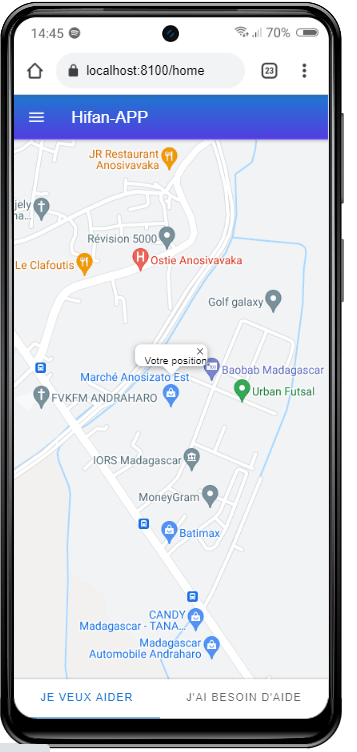 14:45
70%
localhost:8100/home
23
Hifan-APP
JR Restaurant
Anosivavaka
jely
na...
Révision 5000
Ostie Anosivavaka
Le Clafoutis
Golf galaxy
×
Votre position
Baobab Madagascar
Marché Anosizato Est
Urban Futsal
FVKFM ANDRAHARO
IORS Madagascar
MoneyGram
Batimax
CANDY
Madagascar - TANA...
Madagascar
Automobile Andraharo
JE VEUX AIDER
J'AI BESOIN D'AIDE